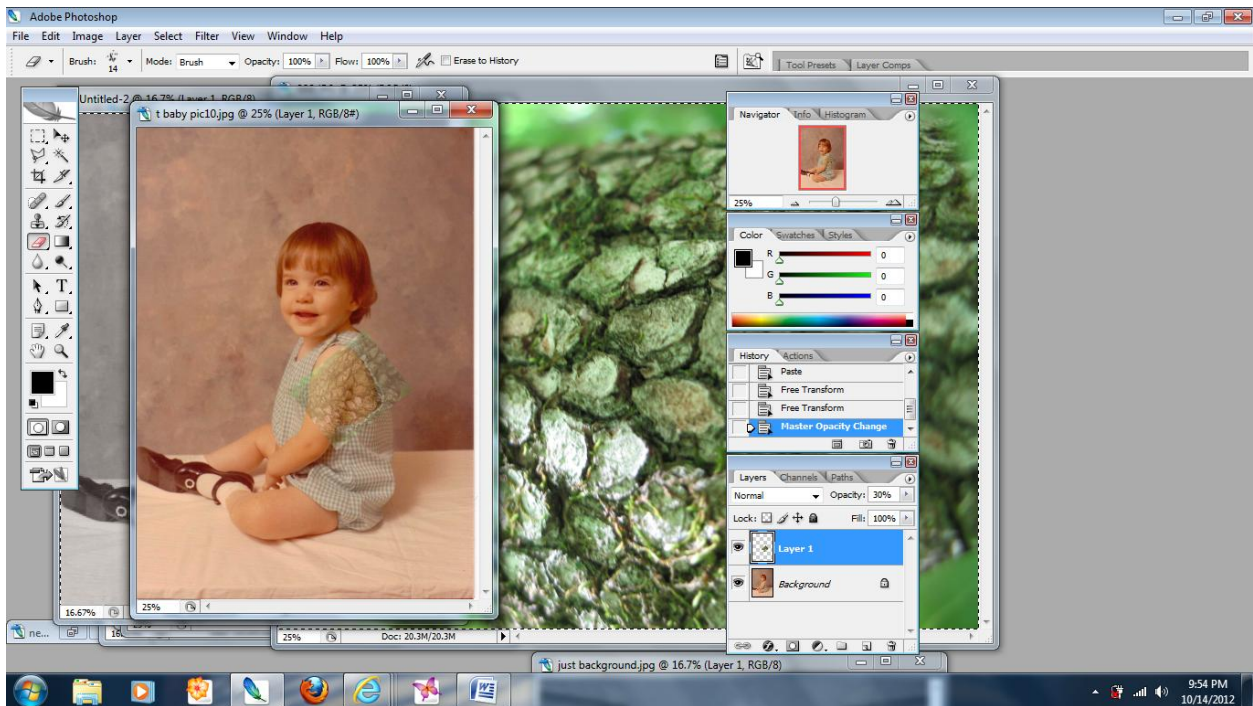 Adobe Photoshop
File Edit Image Layer Select Filter View Window Help
Brush: 14 Mode: Brush Opacity: 100% Flow: 100% Erase to History
Tool Presets Layer Comps
Untitled-2 @ 16.7% (Layer 1, RGB/8)
t baby pic10.jpg @ 25% (Layer 1, RGB/8#)
Navigator Info Histogram
25%
Color Swatches Styles
R 0
G 0
B 0
History Actions
Paste
Free Transform
Free Transform
Master Opacity Change
Layers Channels Paths
Normal Opacity: 30%
Lock: Fill: 100%
Layer 1
Background
16.67%
25%
ne...
25% Doc: 20.3M/20.3M
just background.jpg @ 16.7% (Layer 1, RGB/8)
9:54 PM
10/14/2012